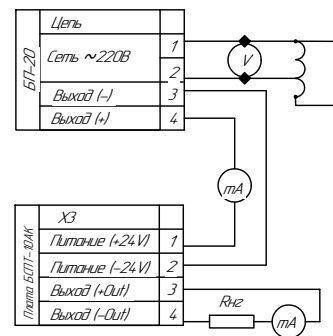 БП-20
Цепь
Сеть ~220В
1
2
Выход (–)
3
Выход (+)
4
V
mA
Плата БСПТ-10АК
X3
Питание (+24V)
1
Питание (–24V)
2
Выход (+Out)
3
Выход (–Out)
4
Rнг
mA